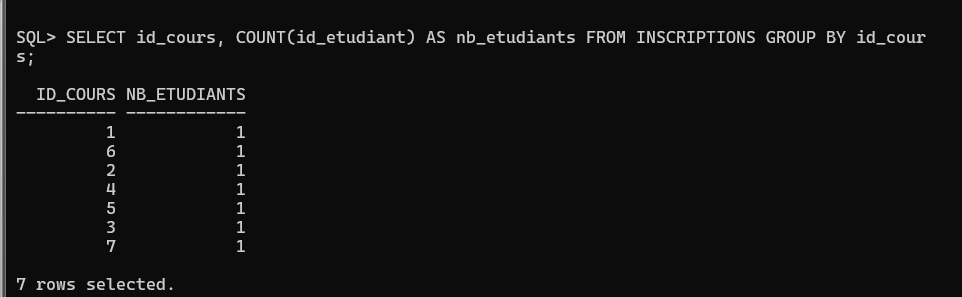 SQL> SELECT id_cours, COUNT(id_etudiant) AS nb_etudiants FROM INSCRIPTIONS GROUP BY id_cour
s;
  ID_COURS NB_ETUDIANTS
---------- ------------
         1            1
         6            1
         2            1
         4            1
         5            1
         3            1
         7            1
7 rows selected.